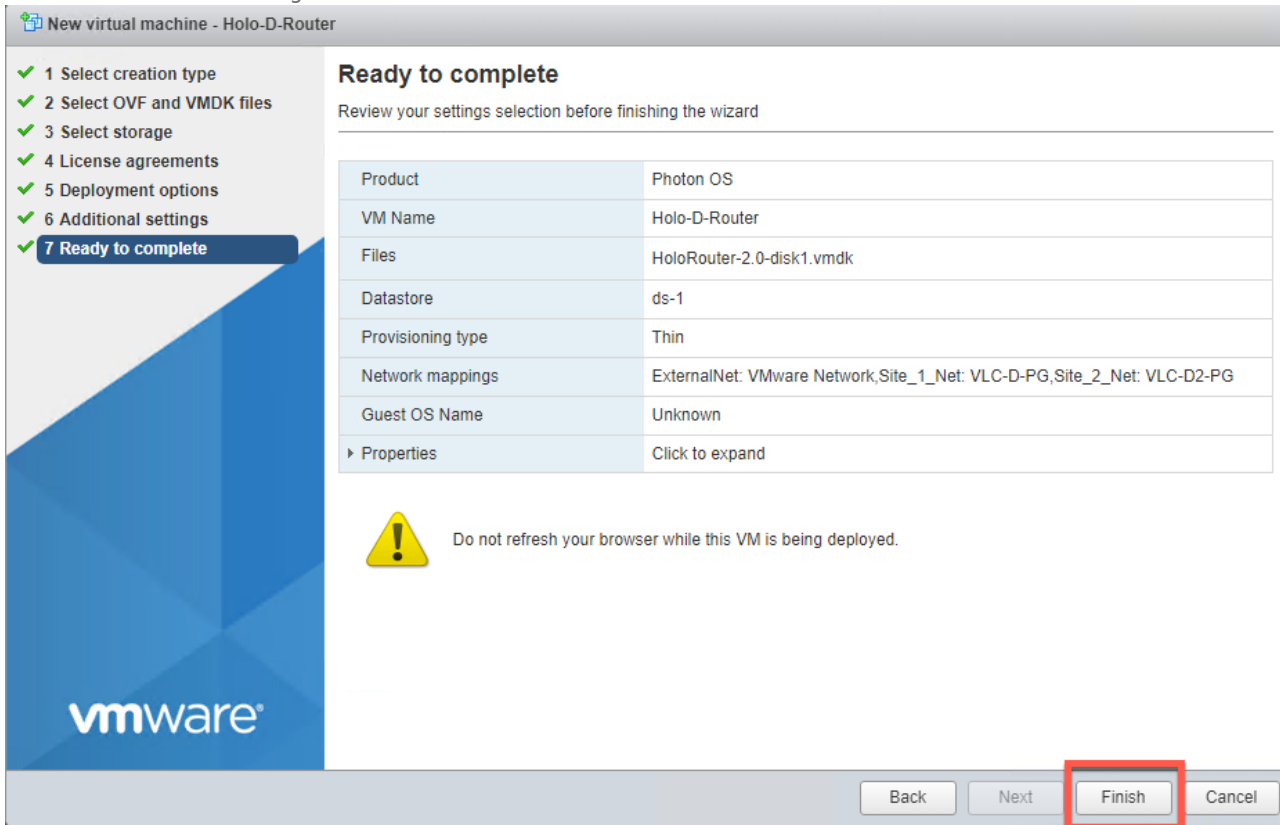 New virtual machine - Holo-D-Router
1 Select creation type
2 Select OVF and VMDK files
3 Select storage
4 License agreements
5 Deployment options
6 Additional settings
7 Ready to complete
Ready to complete
Review your settings selection before finishing the wizard
Product Photon OS
VM Name Holo-D-Router
Files HoloRouter-2.0-disk1.vmdk
Datastore ds-1
Provisioning type Thin
Network mappings ExternalNet: VMware Network,Site_1_Net: VLC-D-PG,Site_2_Net: VLC-D2-PG
Guest OS Name Unknown
Properties Click to expand
Do not refresh your browser while this VM is being deployed.
vmware®
Back Next Finish Cancel